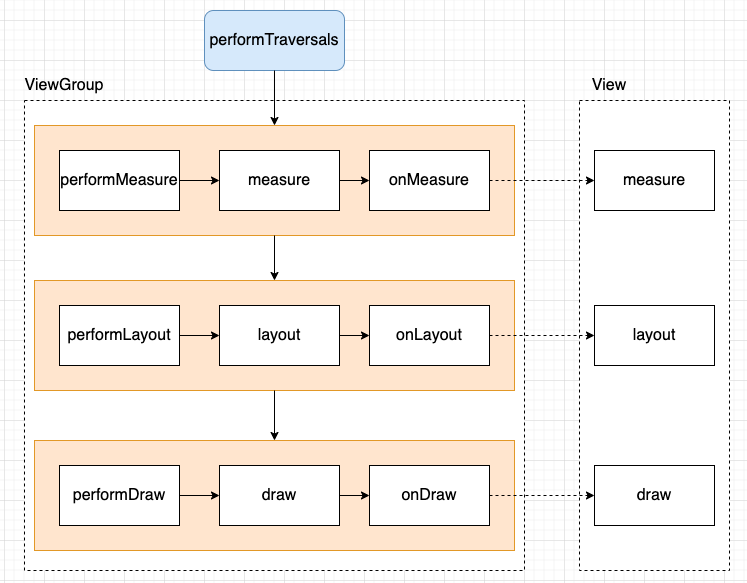 performTraversals
ViewGroup
View
performMeasure
measure
onMeasure
measure
performLayout
layout
onLayout
layout
performDraw
draw
onDraw
draw